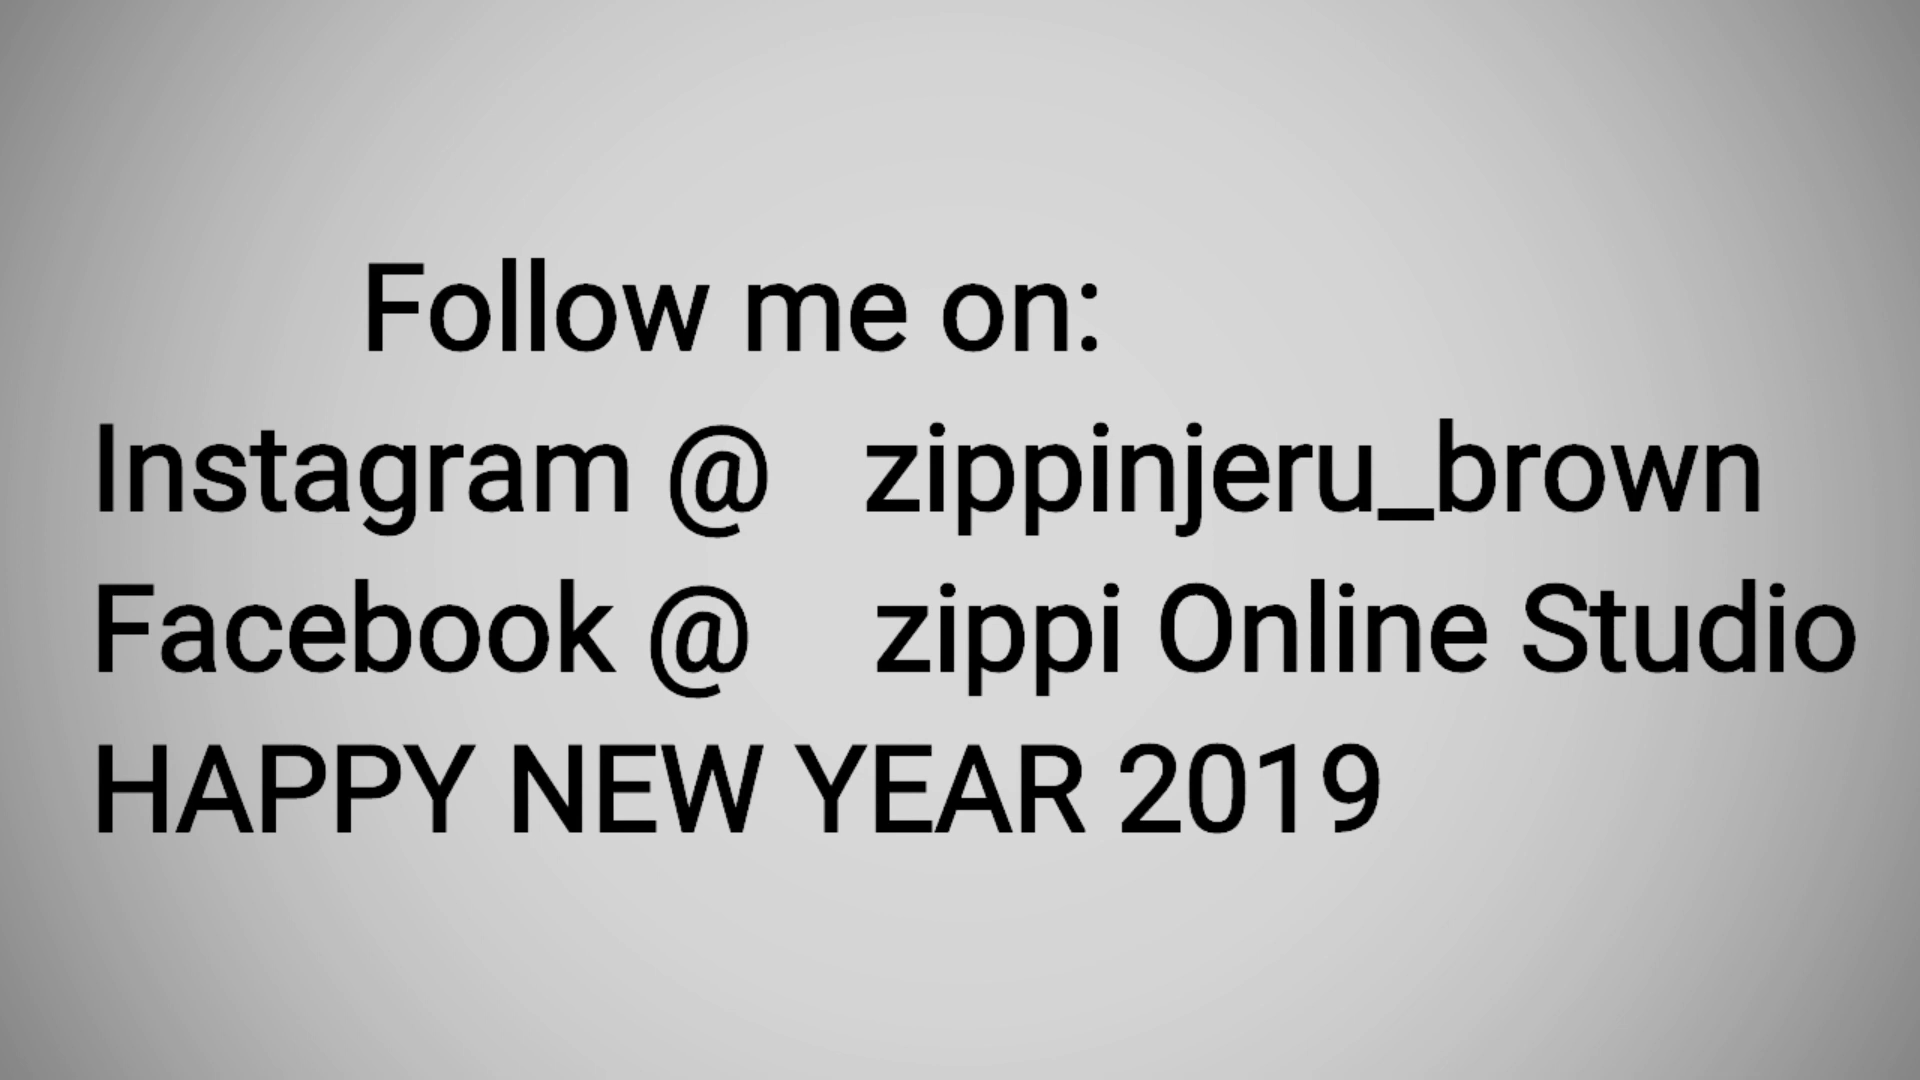 Follow me on:
Instagram @ zippinjeru_brown
Facebook @ zippi Online Studio
HAPPY NEW YEAR 2019